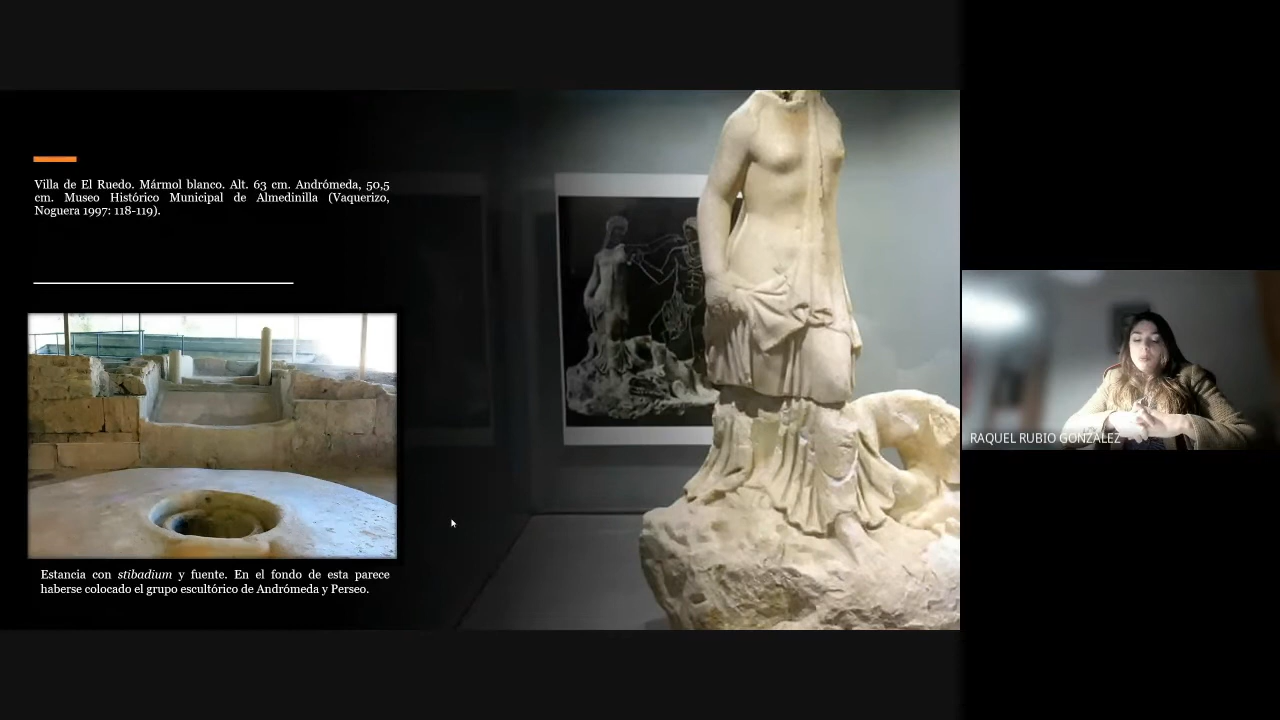 Villa de El Ruedo. Mármol blanco. Alt. 63 cm. Andrómeda, 50,5
cm. Museo Histórico Municipal de Almedinilla (Vaquerizo,
Noguera 1997: 118-119).
Estancia con stibadium y fuente. En el fondo de esta parece
haberse colocado el grupo escultórico de Andrómeda y Perseo.
RAQUEL RUBIO GONZÁLEZ